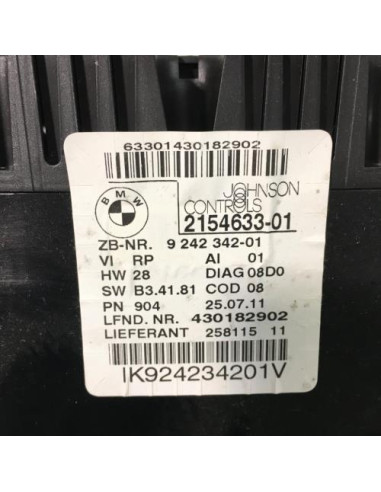 63301430182902
BMW
JOHNSON
CONTROLS
2154633-01
ZB-NR. 9 242 342-01
VI RP AI 01
HW 28 DIAG 08D0
SW B3.41.81 COD 08
PN 904 25.07.11
LFND. NR. 430182902
LIEFERANT 258115 11
IK924234201V